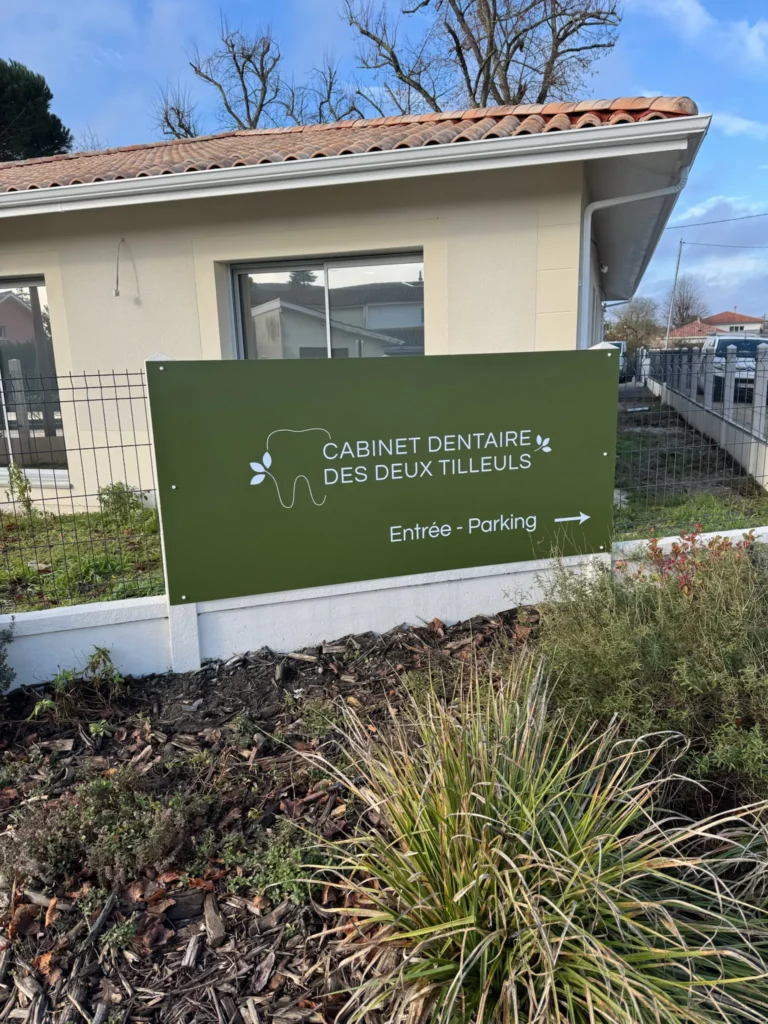 CABINET DENTAIRE
DES DEUX TILLEULS
Entrée - Parking →